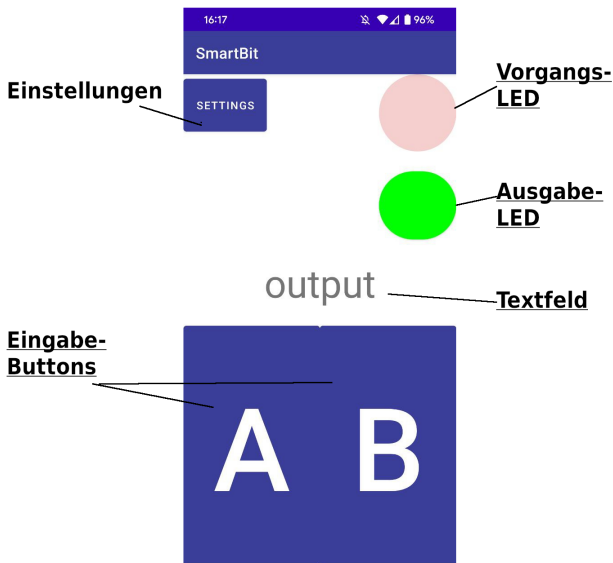 16:17 96%
SmartBit
Einstellungen
SETTINGS
Vorgangs-
LED
Ausgabe-
LED
output
Textfeld
Eingabe-
Buttons
A B